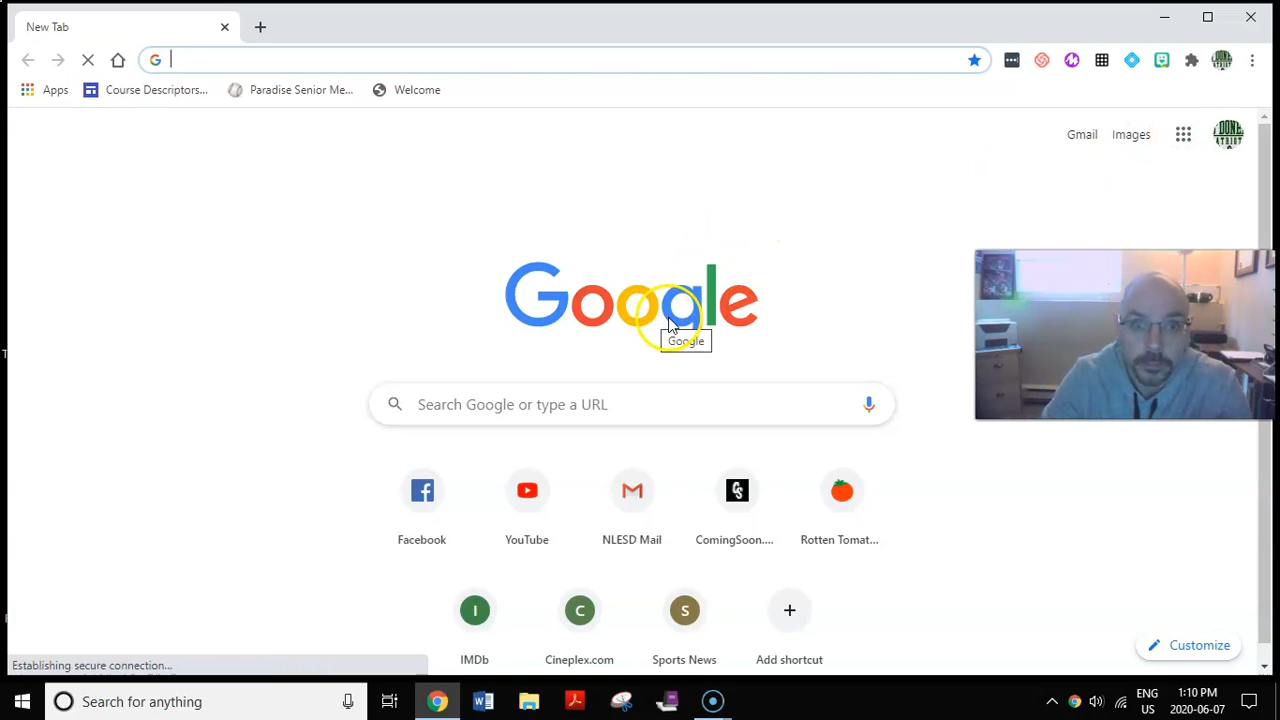 New Tab
Apps
Course Descriptors...
Paradise Senior Me...
Welcome
Gmail
Images
DONE
ATRIOT
Google
Google
Search Google or type a URL
Facebook
YouTube
NLESD Mail
ComingSoon....
Rotten Tomat...
I
C
S
IMDb
Cineplex.com
Sports News
Add shortcut
Customize
Establishing secure connection...
Search for anything
ENG
US
1:10 PM
2020-06-07